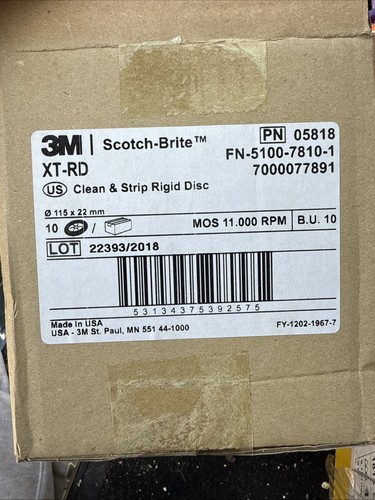 3M Scotch-Brite™ PN 05818
XT-RD FN-5100-7810-1
7000077891
US Clean & Strip Rigid Disc
Ø 115 x 22 mm
10 / MOS 11.000 RPM B.U. 10
LOT 22393/2018
53134375392575
Made in USA
USA - 3M St. Paul, MN 551 44-1000 FY-1202-1967-7